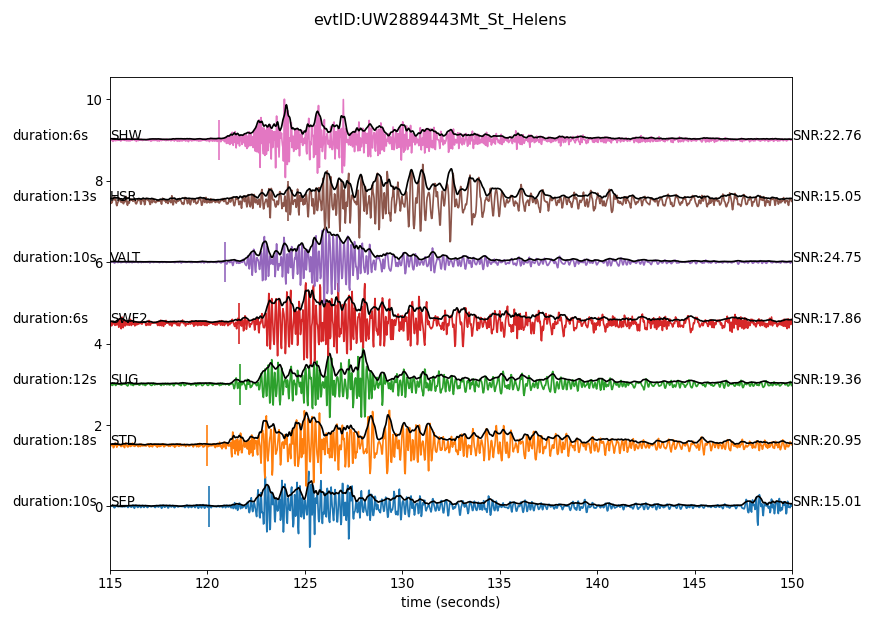 evtID:UW2889443Mt_St_Helens
10
duration:6s SHW SNR:22.76
8
duration:13s HSR SNR:15.05
duration:10s VALT SNR:24.75
6
duration:6s SWF2 SNR:17.86
4
duration:12s SUG SNR:19.36
2
duration:18s STD SNR:20.95
duration:10s SEP SNR:15.01
0
115 120 125 130 135 140 145 150
time (seconds)